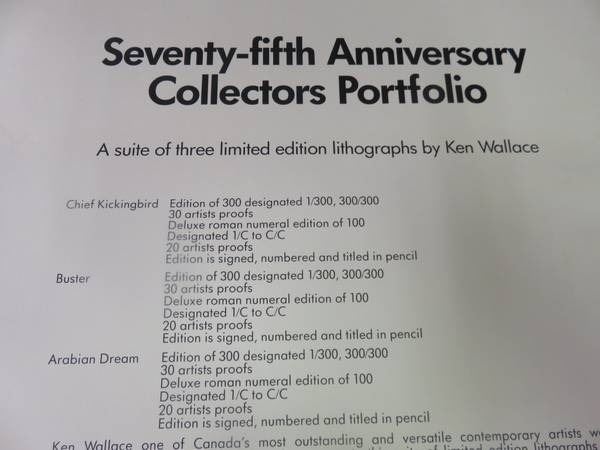 Seventy-fifth Anniversary
Collectors Portfolio
A suite of three limited edition lithographs by Ken Wallace
Chief Kickingbird Edition of 300 designated 1/300, 300/300
30 artists proofs
Deluxe roman numeral edition of 100
Designated 1/C to C/C
20 artists proofs
Edition is signed, numbered and titled in pencil
Buster Edition of 300 designated 1/300, 300/300
30 artists proofs
Deluxe roman numeral edition of 100
Designated 1/C to C/C
20 artists proofs
Edition is signed, numbered and titled in pencil
Arabian Dream Edition of 300 designated 1/300, 300/300
30 artists proofs
Deluxe roman numeral edition of 100
Designated 1/C to C/C
20 artists proofs
Edition is signed, numbered and titled in pencil
Ken Wallace one of Canada's most outstanding and versatile contemporary artists
of limited edition lithographs